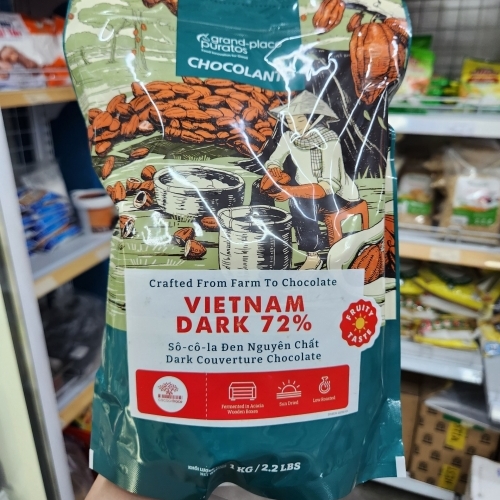 grand-place
puratos
CHOCOLANT
Crafted From Farm To Chocolate
VIETNAM
DARK 72%
FRUITY
TASTE
Sô-cô-la Đen Nguyên Chất
Dark Couverture Chocolate
Fermented in Acacia
Wooden Boxes
Sun Dried
Low Roasted
1 KG / 2.2 LBS